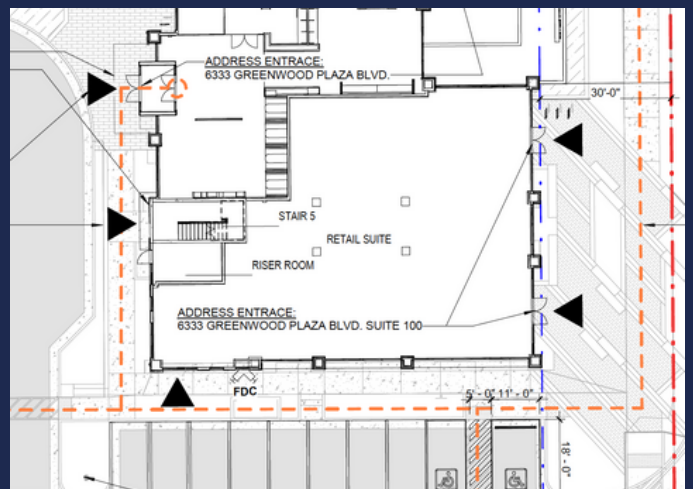 ADDRESS ENTRACE:
6333 GREENWOOD PLAZA BLVD.
30'-0"
STAIR 5
RETAIL SUITE
RISER ROOM
ADDRESS ENTRACE:
6333 GREENWOOD PLAZA BLVD. SUITE 100
FDC
5' - 0" 11' - 0"
18' - 0"